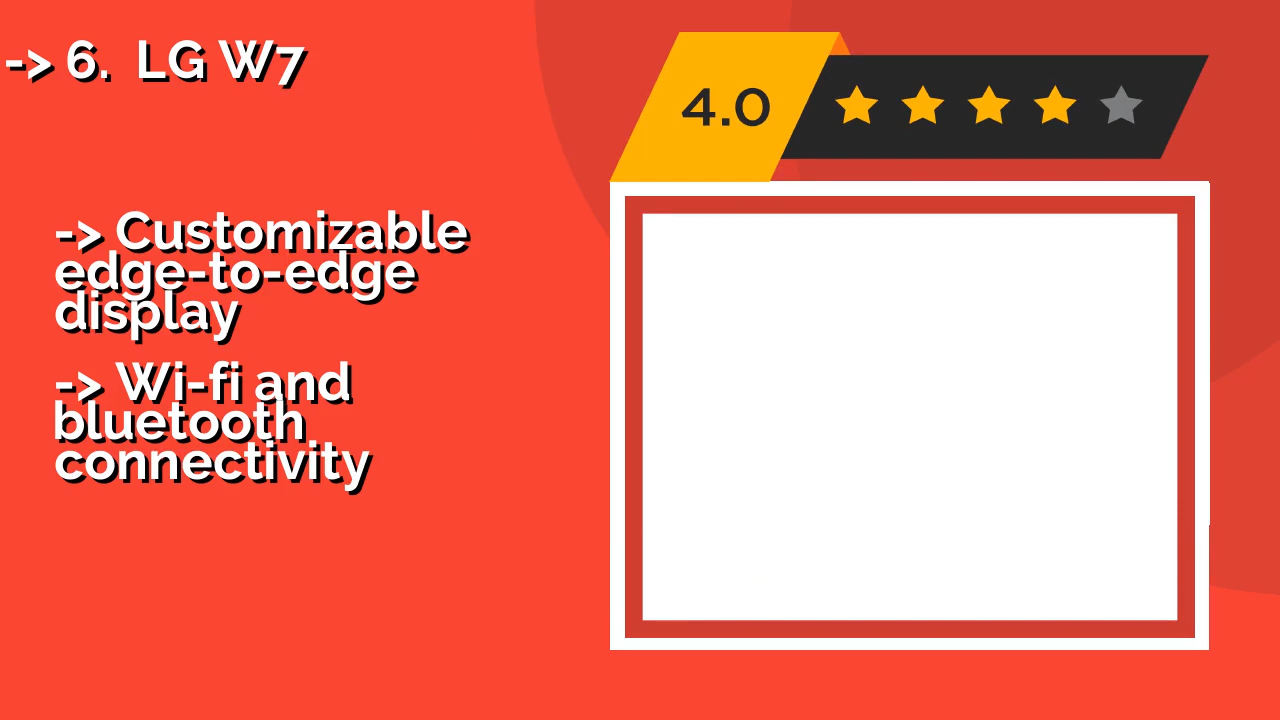 -> 6. LG W7
4.0
-> Customizable
edge-to-edge
display
-> Wi-fi and
bluetooth
connectivity